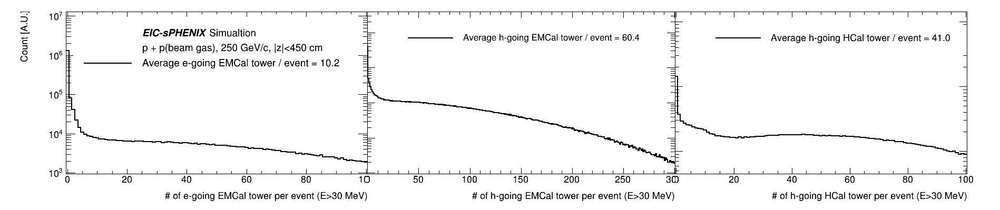 Count [A.U.]
10⁷
10⁶
10⁵
10⁴
10³
EIC-sPHENIX Simualtion
p + p(beam gas), 250 GeV/c, |z|<450 cm
Average e-going EMCal tower / event = 10.2
0 20 40 60 80 10
# of e-going EMCal tower per event (E>30 MeV)
Average h-going EMCal tower / event = 60.4
50 100 150 200 250 300
# of h-going EMCal tower per event (E>30 MeV)
Average h-going HCal tower / event = 41.0
20 40 60 80 100
# of h-going HCal tower per event (E>30 MeV)